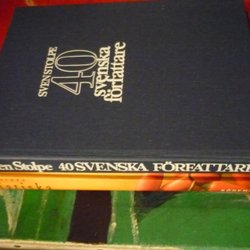 SVEN STOLPE
40
svenska
författare
en Stolpe 40 SVENSKA FÖRFATTARE